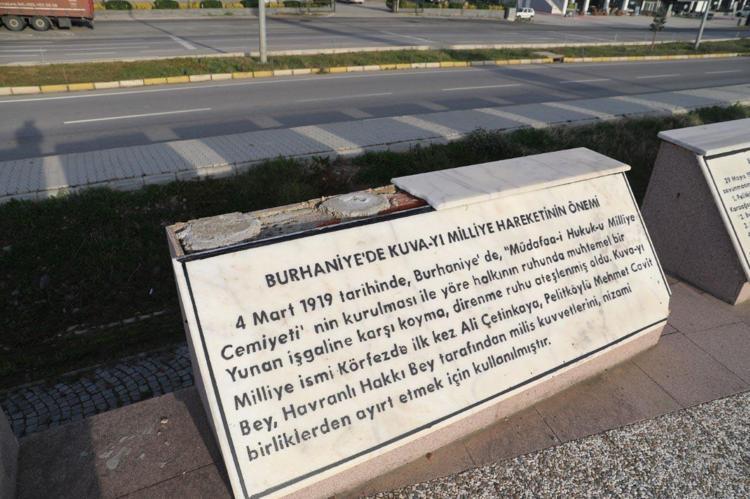 BURHANİYE'DE KUVA-YI MİLLİYE HAREKETİNİN ÖNEMİ
4 Mart 1919 tarihinde, Burhaniye' de, "Müdafaa-i Hukuk-u Milliye
Cemiyeti' nin kurulması ile yöre halkının ruhunda muhtemel bir
Yunan işgaline karşı koyma, direnme ruhu ateşlenmiş oldu. Kuva-yı
Milliye ismi Körfezde ilk kez Ali Çetinkaya, Pelitköylü Mehmet Cavit
Bey, Havranlı Hakkı Bey tarafından milis kuvvetlerini, nizami
birliklerden ayırt etmek için kullanılmıştır.